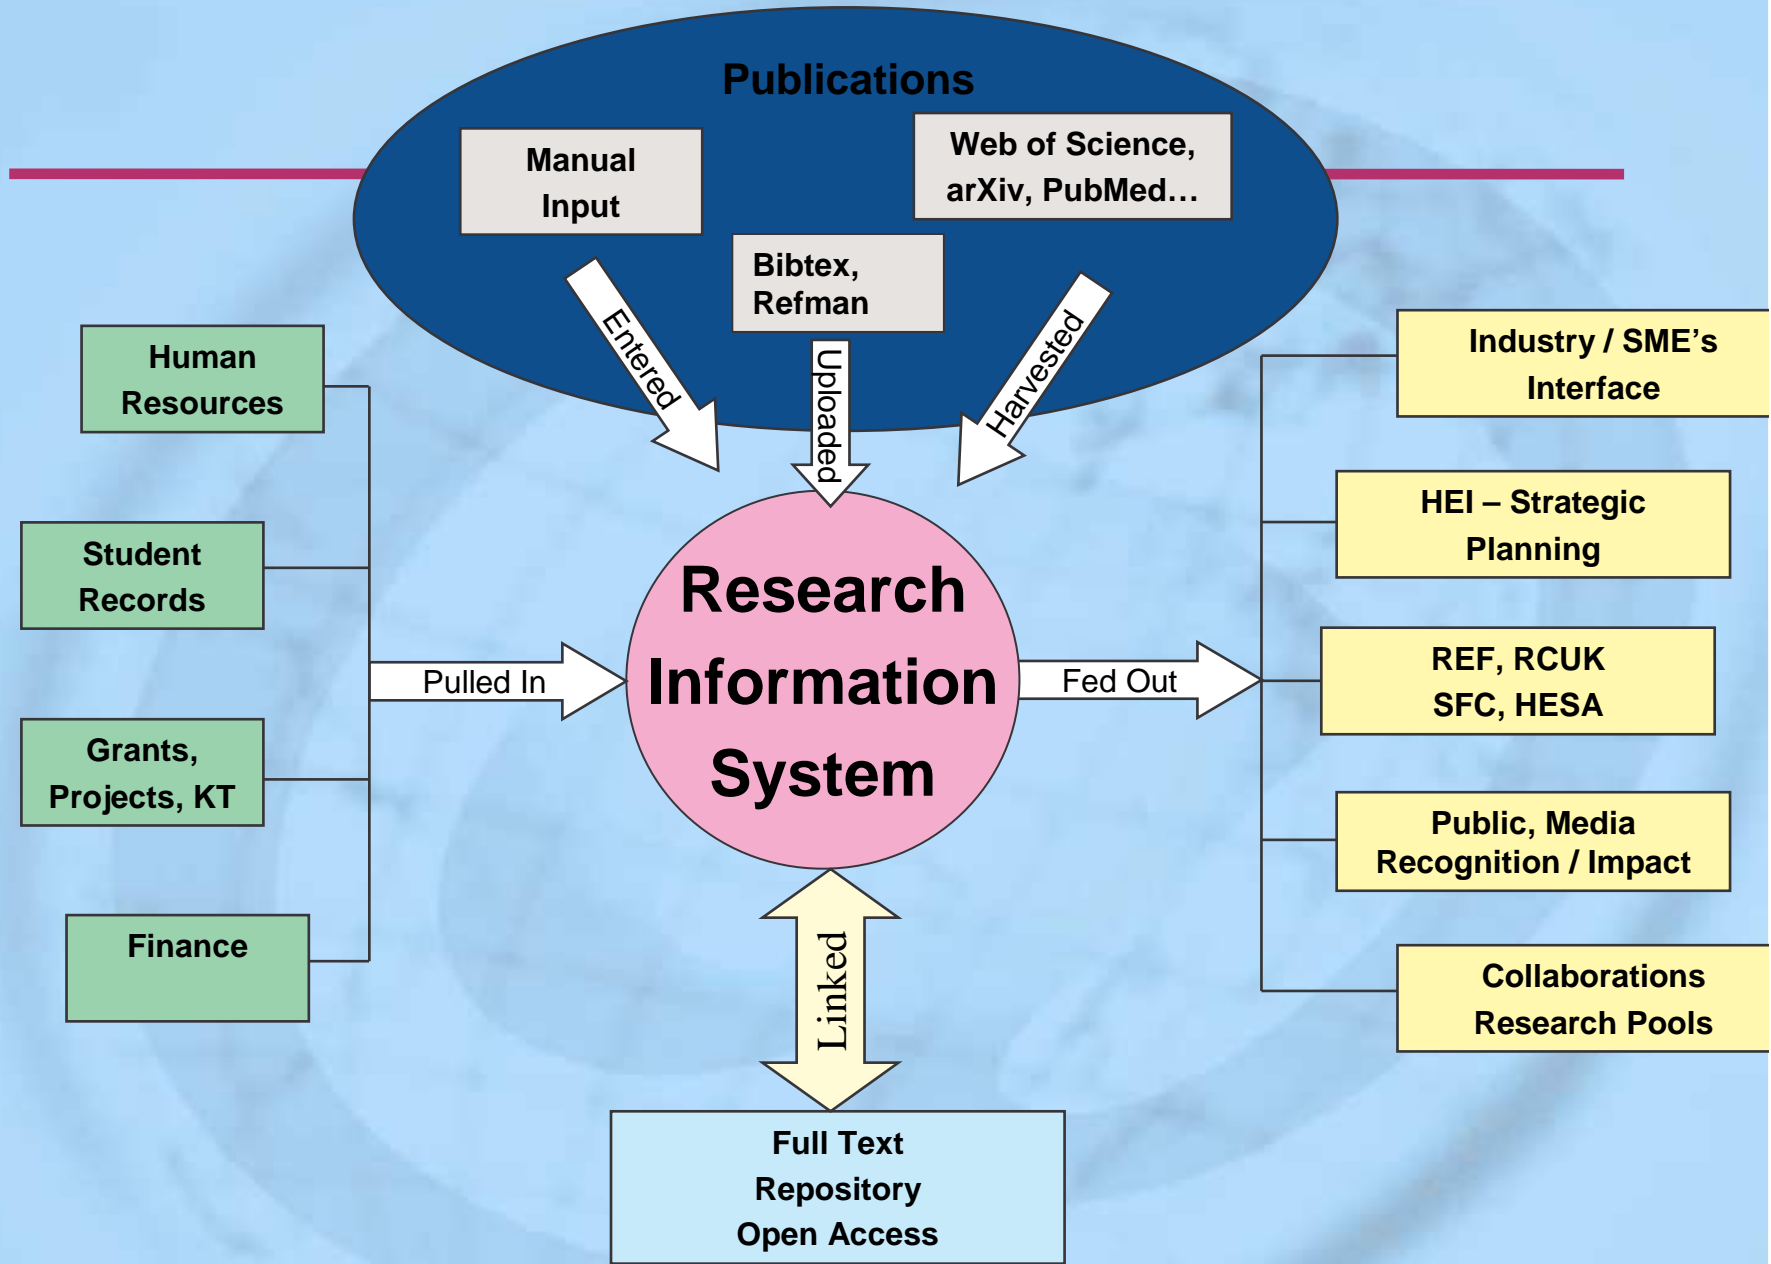 Publications
Manual
Input
Web of Science,
arXiv, PubMed…
Bibtex,
Refman
Entered
Uploaded
Harvested
Human
Resources
Student
Records
Grants,
Projects, KT
Finance
Pulled In
Research
Information
System
Fed Out
Industry / SME’s
Interface
HEI – Strategic
Planning
REF, RCUK
SFC, HESA
Public, Media
Recognition / Impact
Collaborations
Research Pools
Linked
Full Text
Repository
Open Access